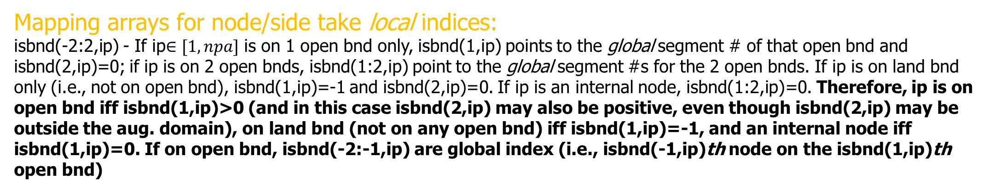 Mapping arrays for node/side take local indices:
isbnd(-2:2,ip) - If ip∈ [1, npa] is on 1 open bnd only, isbnd(1,ip) points to the global segment # of that open bnd and
isbnd(2,ip)=0; if ip is on 2 open bnds, isbnd(1:2,ip) point to the global segment #s for the 2 open bnds. If ip is on land bnd
only (i.e., not on open bnd), isbnd(1,ip)=-1 and isbnd(2,ip)=0. If ip is an internal node, isbnd(1:2,ip)=0. Therefore, ip is on
open bnd iff isbnd(1,ip)>0 (and in this case isbnd(2,ip) may also be positive, even though isbnd(2,ip) may be
outside the aug. domain), on land bnd (not on any open bnd) iff isbnd(1,ip)=-1, and an internal node iff
isbnd(1,ip)=0. If on open bnd, isbnd(-2:-1,ip) are global index (i.e., isbnd(-1,ip)th node on the isbnd(1,ip)th
open bnd)